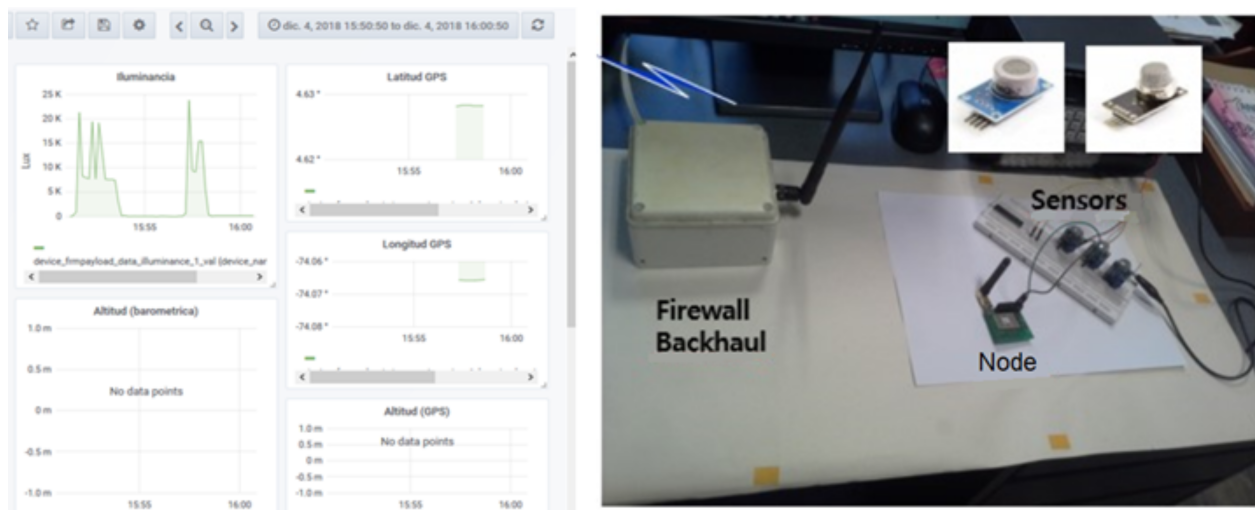 dic. 4, 2018 15:50:50 to dic. 4, 2018 16:00:50
Iluminancia
25 K
20 K
15 K
10 K
5 K
0
Lux
15:55
16:00
device_frmpayload_data_illuminance_1_val {device_nar
Altitud (barometrica)
1.0 m
0.5 m
0 m
-0.5 m
-1.0 m
No data points
15:55
16:00
Latitud GPS
4.63 °
4.62 °
15:55
16:00
Longitud GPS
-74.06 °
-74.07 °
-74.08 °
15:55
16:00
Altitud (GPS)
1.0 m
0.5 m
0 m
-0.5 m
-1.0 m
No data points
15:55
16:00
Sensors
Firewall
Backhaul
Node